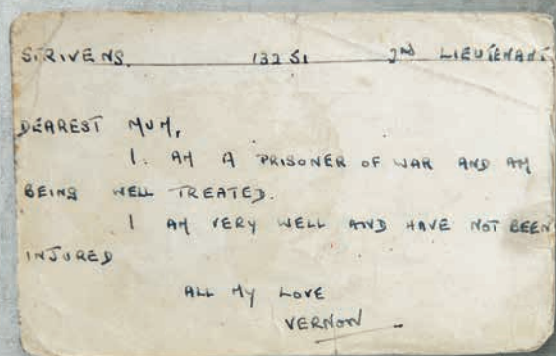 STRIVENS. 13251 2ND LIEUTENANT
DEAREST MUM,
I. AM A PRISONER OF WAR AND AM
BEING WELL TREATED.
I AM VERY WELL AND HAVE NOT BEEN
INJURED
ALL MY LOVE
VERNON